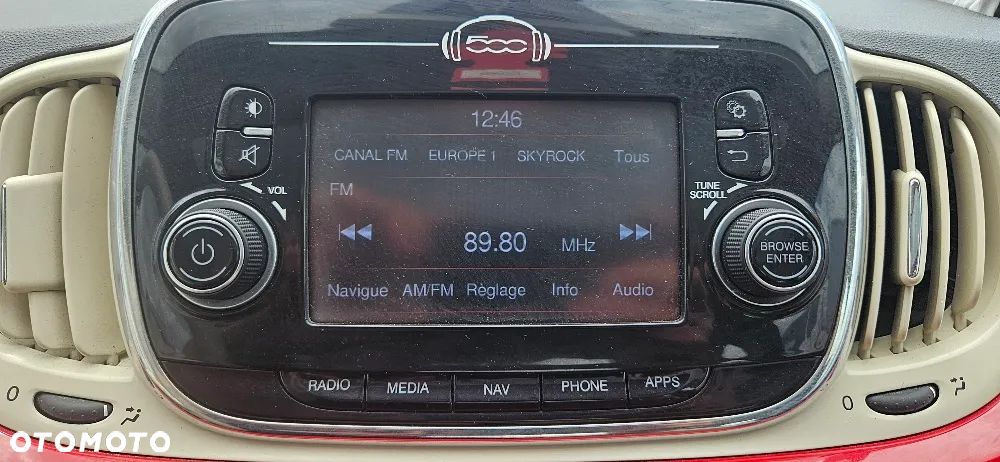 500
12:46
CANAL FM EUROPE 1 SKYROCK Tous
FM
VOL
TUNE
SCROLL
89.80 MHz
BROWSE
ENTER
Navigue AM/FM Règlage Info Audio
RADIO MEDIA NAV PHONE APPS
0
0
OTOMOTO